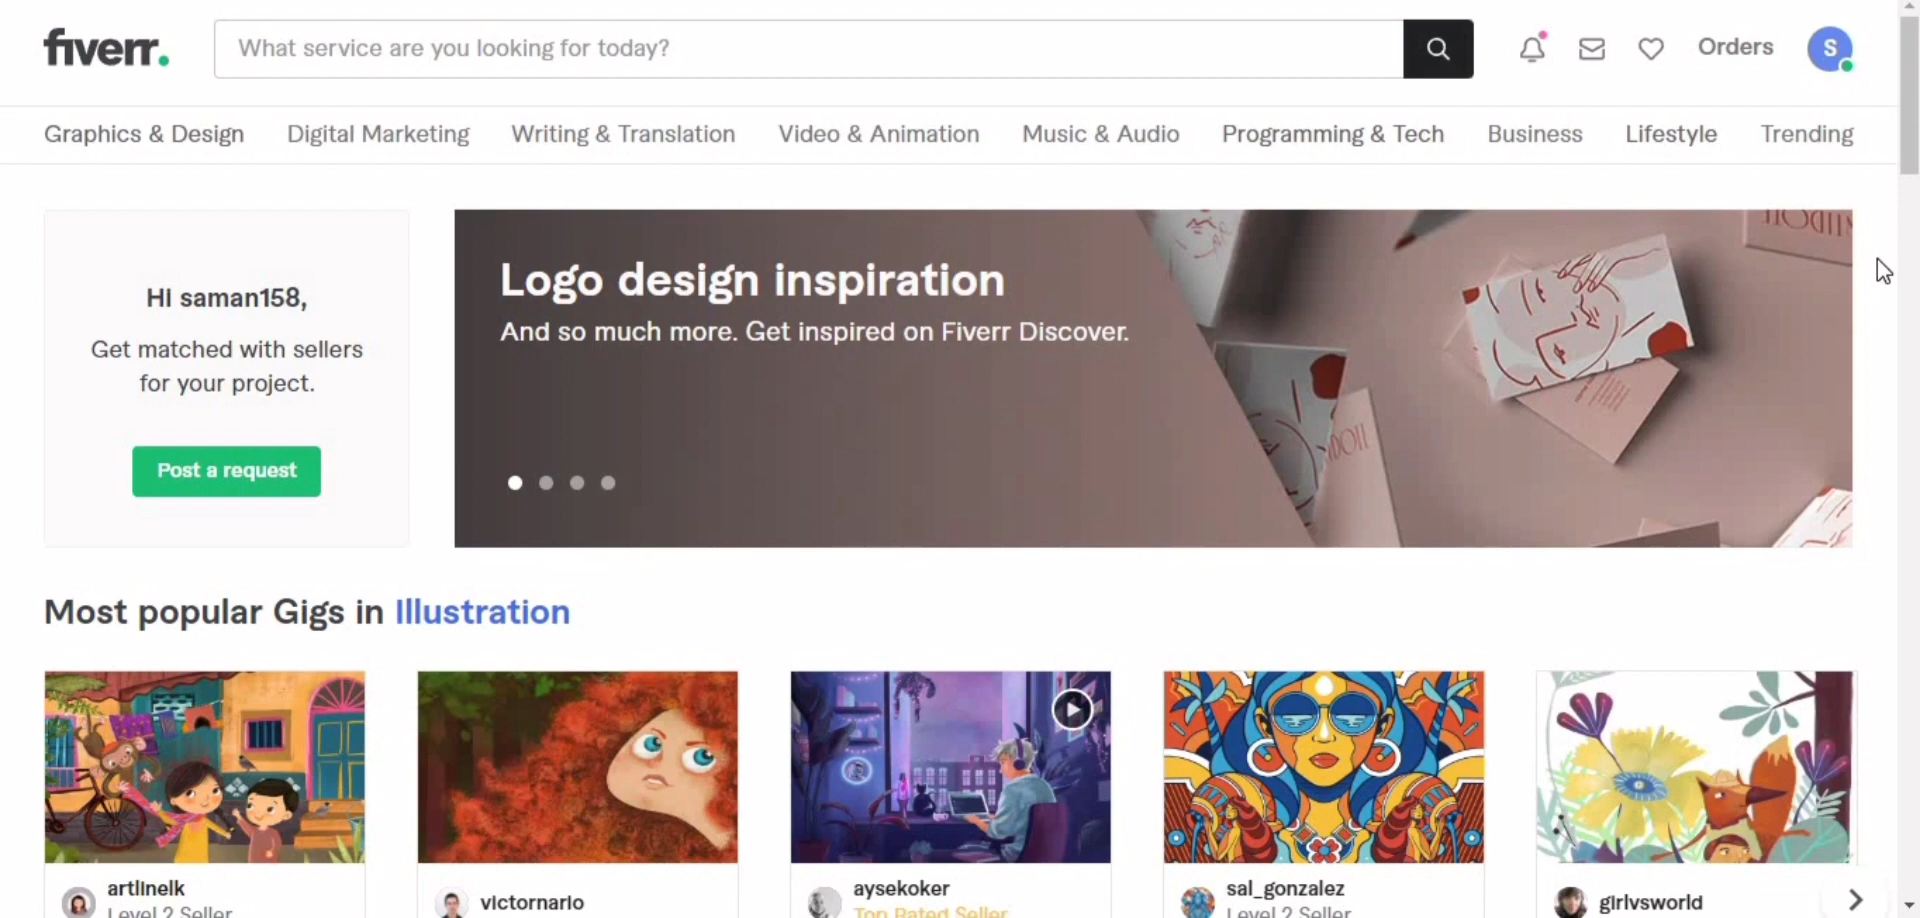 fiverr.
What service are you looking for today?
Orders
S
Graphics & Design
Digital Marketing
Writing & Translation
Video & Animation
Music & Audio
Programming & Tech
Business
Lifestyle
Trending
Hi saman158,
Get matched with sellers
for your project.
Post a request
Logo design inspiration
And so much more. Get inspired on Fiverr Discover.
Most popular Gigs in Illustration
artlinelk
Level 2 Seller
victornario
aysekoker
Top Rated Seller
sal_gonzalez
Level 2 Seller
girlvsworld